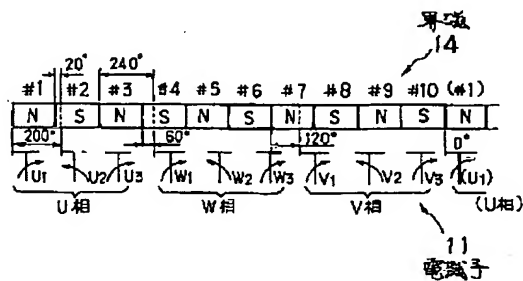 界磁
14
20° 240°
#1 #2 #3 #4 #5 #6 #7 #8 #9 #10 (#1)
N S N S N S N S N S N
200° 60° 120° 0°
U1 U2 U3 W1 W2 W3 V1 V2 V3 (U1)
U相 W相 V相 (U相)
11
電機子